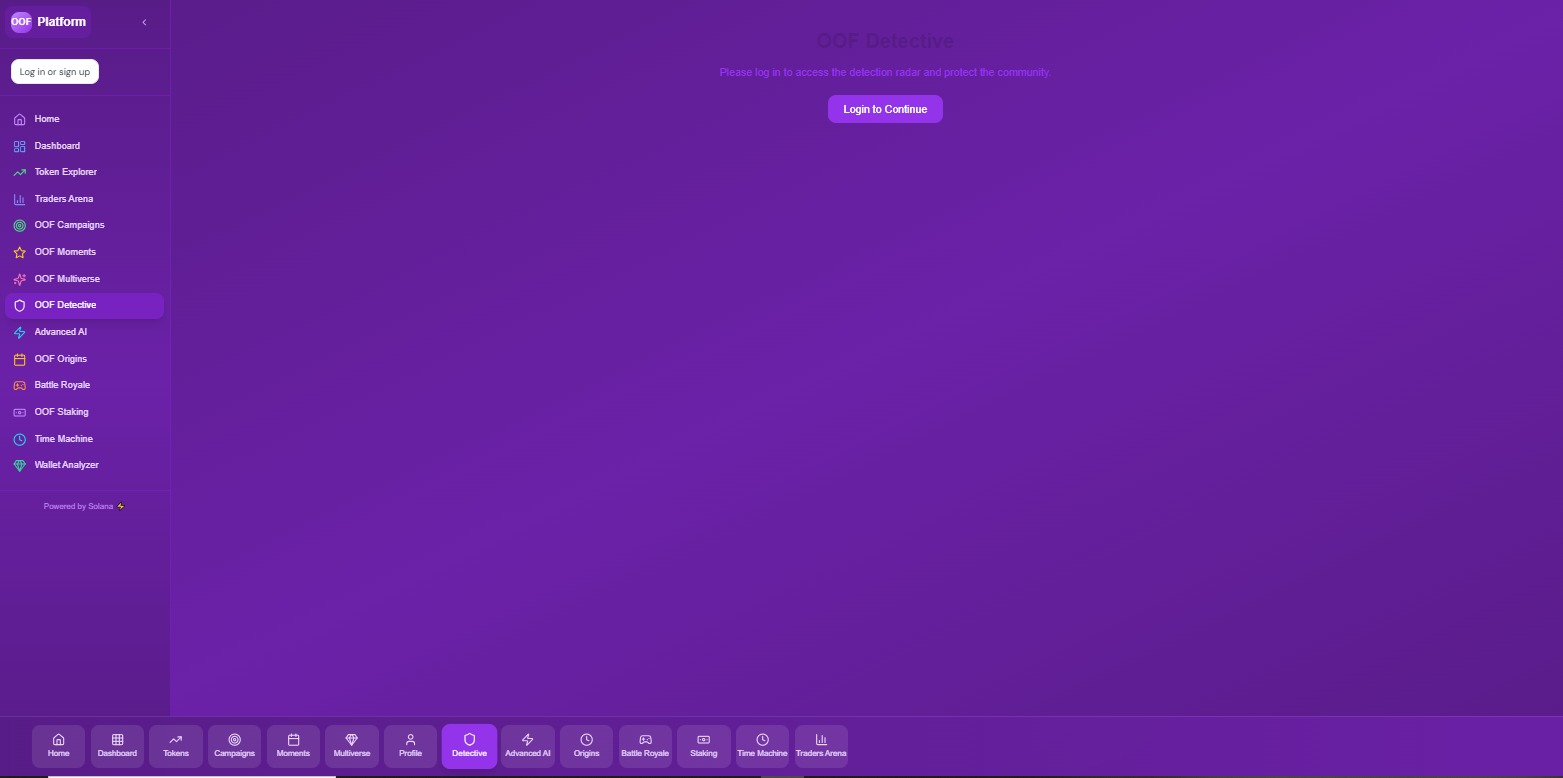 OOF Platform
Log in or sign up
Home
Dashboard
Token Explorer
Traders Arena
OOF Campaigns
OOF Moments
OOF Multiverse
OOF Detective
Advanced AI
OOF Origins
Battle Royale
OOF Staking
Time Machine
Wallet Analyzer
Powered by Solana
OOF Detective
Please log in to access the detection radar and protect the community.
Login to Continue
Home Dashboard Tokens Campaigns Moments Multiverse Profile Detective Advanced AI Origins Battle Royale Staking Time Machine Traders Arena